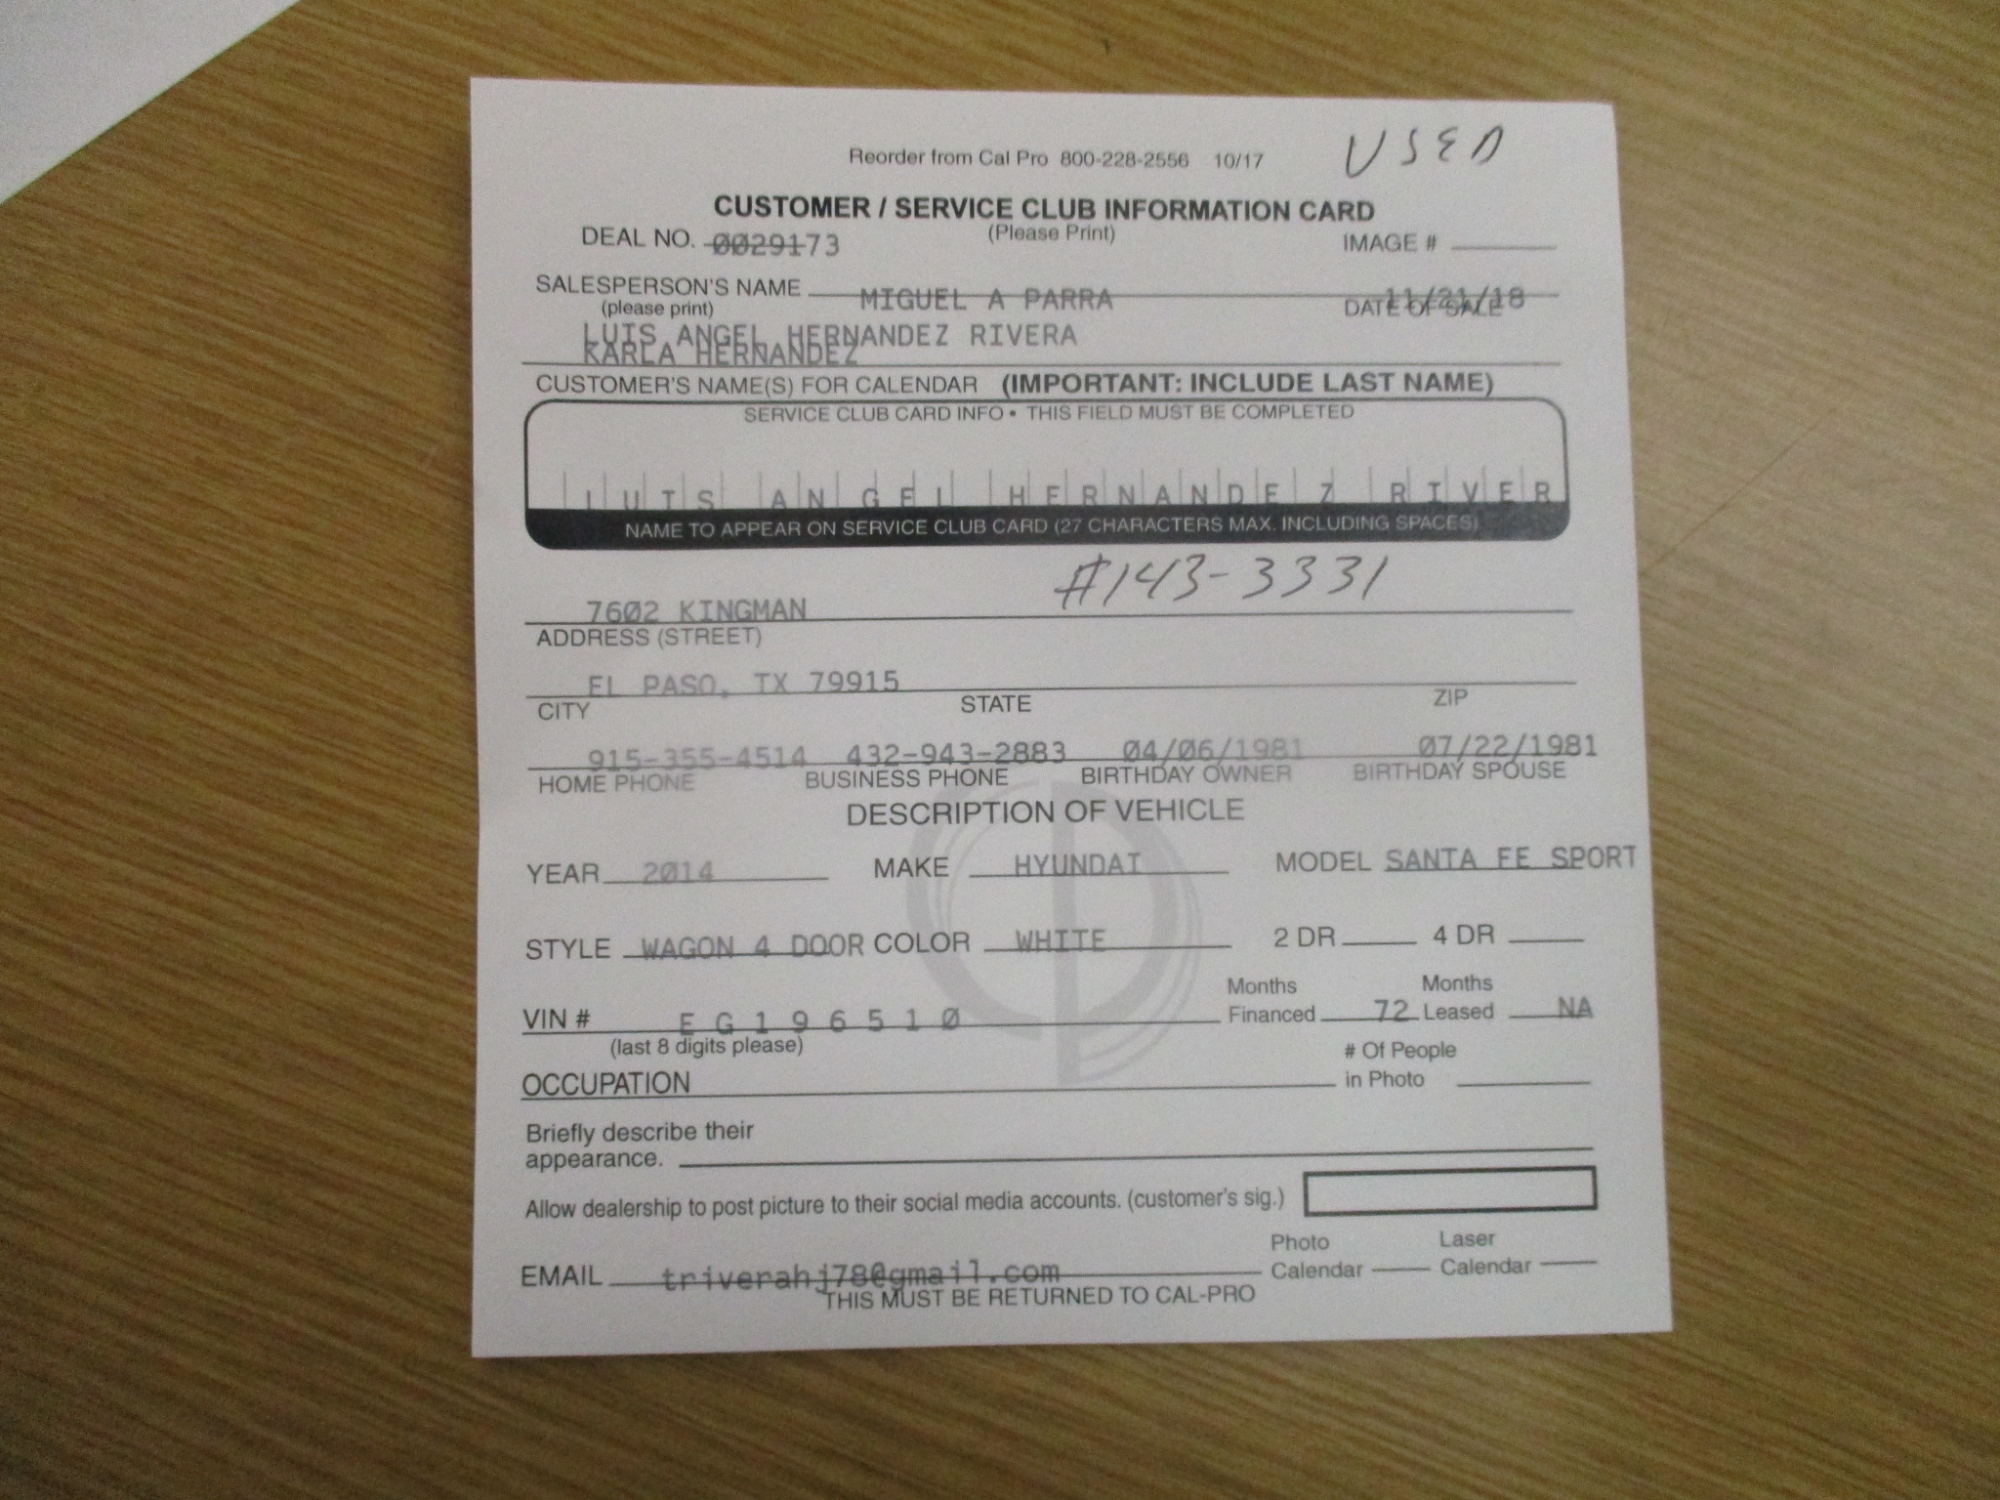 Reorder from Cal Pro 800-228-2556 10/17 USED
CUSTOMER / SERVICE CLUB INFORMATION CARD
DEAL NO. 0029173 (Please Print) IMAGE #
SALESPERSON'S NAME MIGUEL A PARRA 11/21/18
(please print) DATE OF SALE
LUIS ANGEL HERNANDEZ RIVERA
KARLA HERNANDEZ
CUSTOMER'S NAME(S) FOR CALENDAR (IMPORTANT: INCLUDE LAST NAME)
SERVICE CLUB CARD INFO • THIS FIELD MUST BE COMPLETED
LUIS ANGEL HERNANDEZ RIVER
NAME TO APPEAR ON SERVICE CLUB CARD (27 CHARACTERS MAX. INCLUDING SPACES)
#143-3331
7602 KINGMAN
ADDRESS (STREET)
EL PASO, TX 79915
CITY STATE ZIP
915-355-4514 432-943-2883 04/06/1981 07/22/1981
HOME PHONE BUSINESS PHONE BIRTHDAY OWNER BIRTHDAY SPOUSE
DESCRIPTION OF VEHICLE
YEAR 2014 MAKE HYUNDAI MODEL SANTA FE SPORT
STYLE WAGON 4 DOOR COLOR WHITE 2 DR 4 DR
Months Months
VIN # E G 1 9 6 5 1 0 Financed 72 Leased NA
(last 8 digits please)
# Of People
OCCUPATION in Photo
Briefly describe their
appearance.
Allow dealership to post picture to their social media accounts. (customer's sig.)
Photo Laser
EMAIL triverahj78@gmail.com Calendar Calendar
THIS MUST BE RETURNED TO CAL-PRO